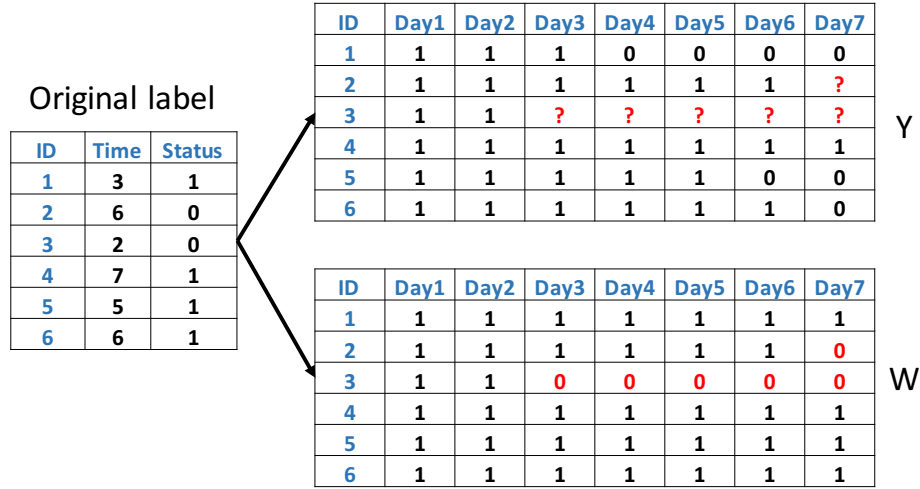 Original label
ID Time Status
1 3 1
2 6 0
3 2 0
4 7 1
5 5 1
6 6 1
ID Day1 Day2 Day3 Day4 Day5 Day6 Day7
1 1 1 1 0 0 0 0
2 1 1 1 1 1 1 ?
3 1 1 ? ? ? ? ?
4 1 1 1 1 1 1 1
5 1 1 1 1 1 0 0
6 1 1 1 1 1 1 0
Y
ID Day1 Day2 Day3 Day4 Day5 Day6 Day7
1 1 1 1 1 1 1 1
2 1 1 1 1 1 1 0
3 1 1 0 0 0 0 0
4 1 1 1 1 1 1 1
5 1 1 1 1 1 1 1
6 1 1 1 1 1 1 1
W